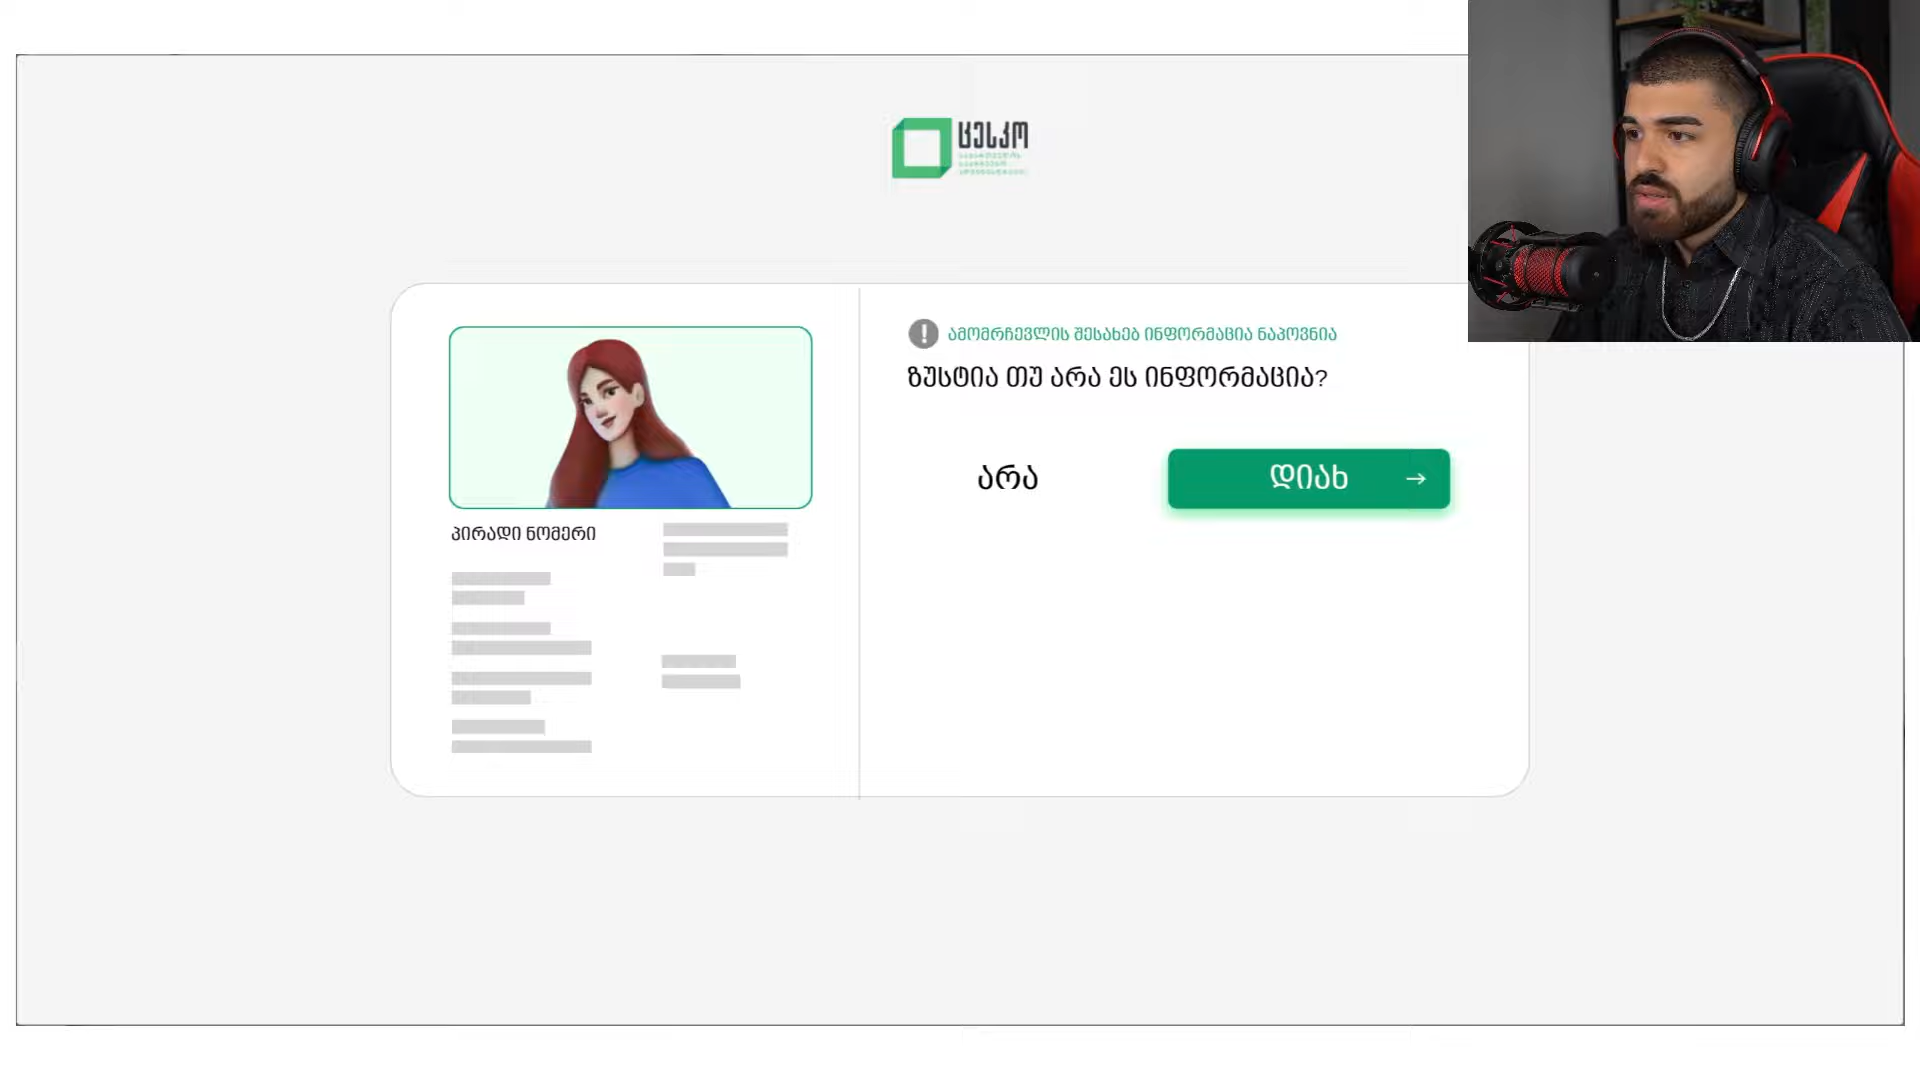 ცესკო
ამომრჩევლის შესახებ ინფორმაცია ნაპოვნია
ზუსტია თუ არა ეს ინფორმაცია?
არა
დიახ →
პირადი ნომერი